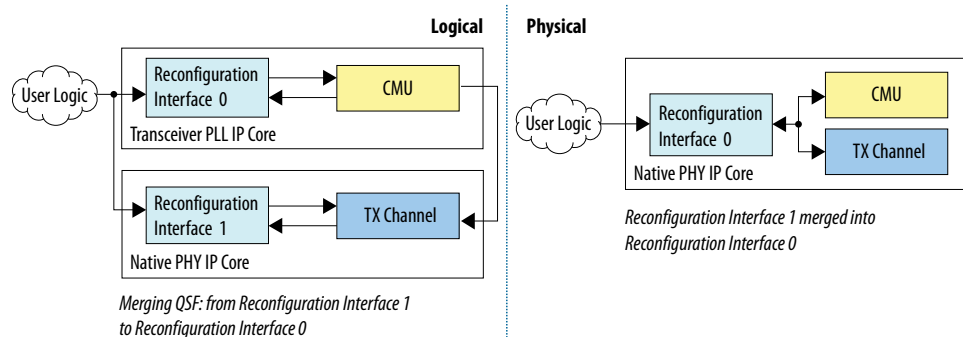 Logical
Physical
User Logic
Reconfiguration
Interface 0
CMU
Transceiver PLL IP Core
Reconfiguration
Interface 1
TX Channel
Native PHY IP Core
Merging QSF: from Reconfiguration Interface 1
to Reconfiguration Interface 0
User Logic
Reconfiguration
Interface 0
CMU
TX Channel
Native PHY IP Core
Reconfiguration Interface 1 merged into
Reconfiguration Interface 0